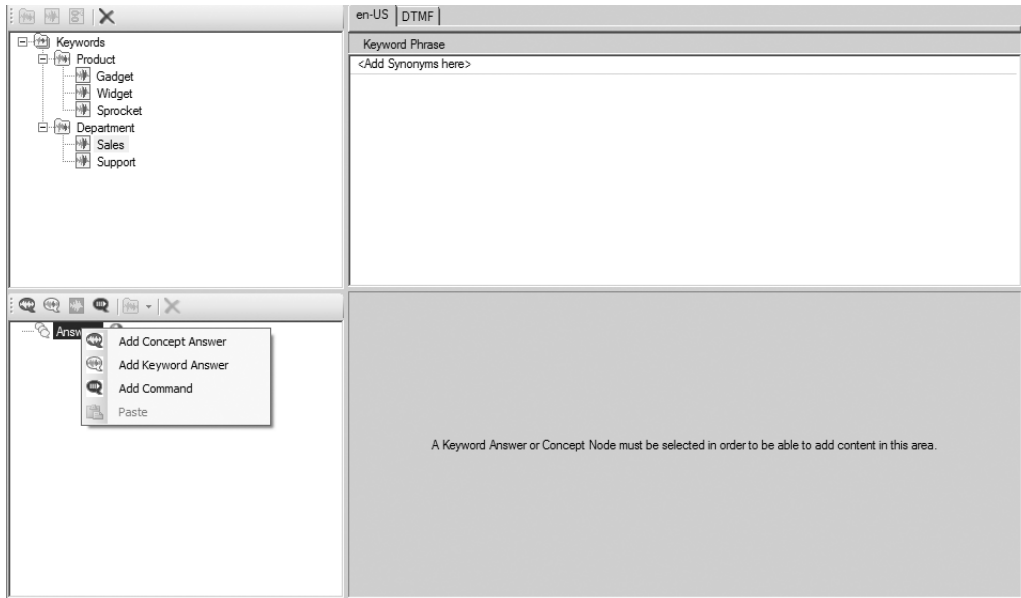 en-US DTMF
Keywords
Product
Gadget
Widget
Sprocket
Department
Sales
Support
Keyword Phrase
<Add Synonyms here>
Add Concept Answer
Add Keyword Answer
Add Command
Paste
A Keyword Answer or Concept Node must be selected in order to be able to add content in this area.